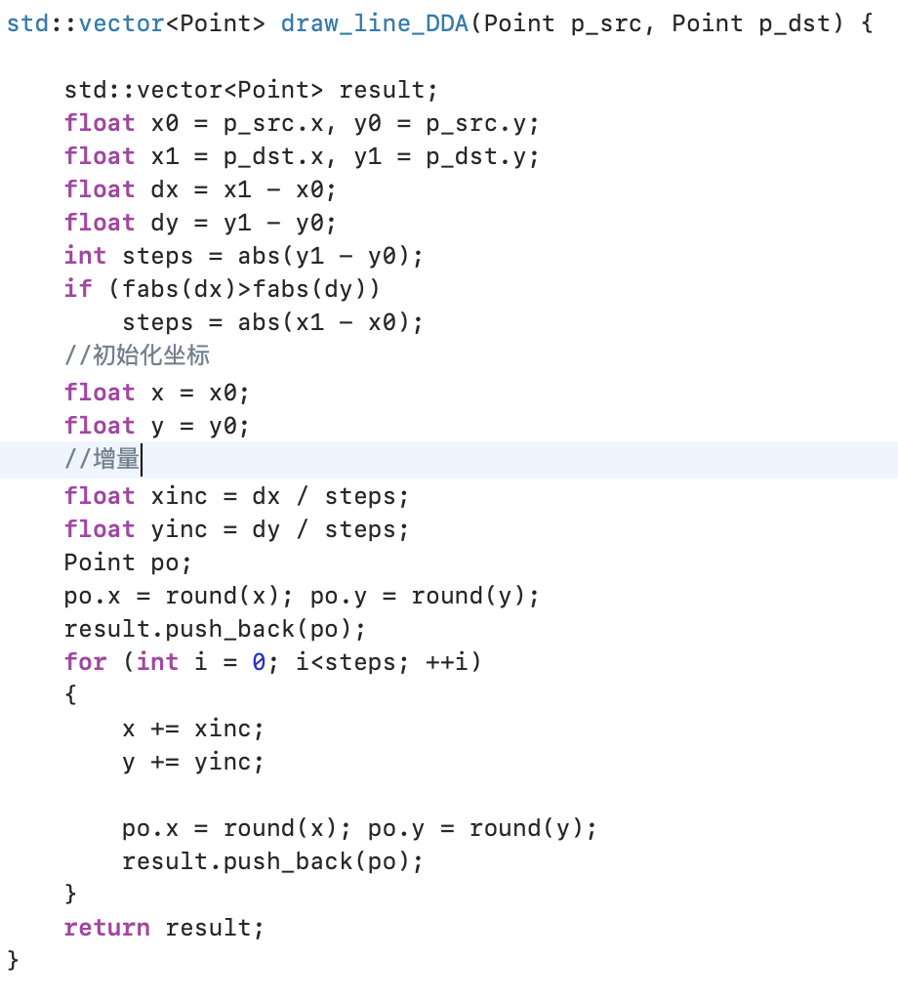 std::vector<Point> draw_line_DDA(Point p_src, Point p_dst) {

    std::vector<Point> result;
    float x0 = p_src.x, y0 = p_src.y;
    float x1 = p_dst.x, y1 = p_dst.y;
    float dx = x1 - x0;
    float dy = y1 - y0;
    int steps = abs(y1 - y0);
    if (fabs(dx)>fabs(dy))
        steps = abs(x1 - x0);
    //初始化坐标
    float x = x0;
    float y = y0;
    //增量
    float xinc = dx / steps;
    float yinc = dy / steps;
    Point po;
    po.x = round(x); po.y = round(y);
    result.push_back(po);
    for (int i = 0; i<steps; ++i)
    {
        x += xinc;
        y += yinc;

        po.x = round(x); po.y = round(y);
        result.push_back(po);
    }
    return result;
}